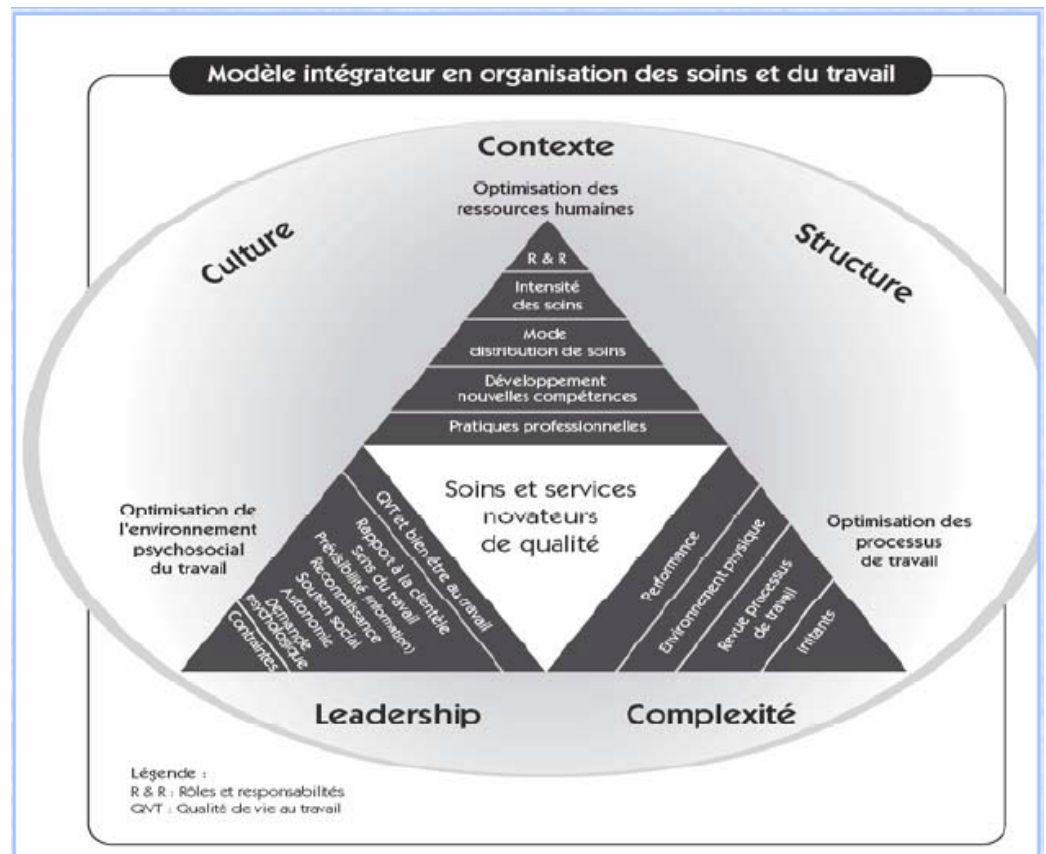 Modèle intégrateur en organisation des soins et du travail
Contexte
Optimisation des
ressources humaines
Culture
Structure
R & R
Intensité
des soins
Mode
distribution de soins
Développement
nouvelles compétences
Pratiques professionnelles
Soins et services
novateurs
de qualité
Optimisation de
l'environnement
psychosocial
du travail
QVT et bien être au travail
Rapport à la clientèle
Sens du travail
Prévisibilité (information)
Reconnaissance
Soutien social
Autonomie
Demande
psychologique
Contraintes
Optimisation des
processus
de travail
Performance
Environnement physique
Revue processus
de travail
Irritants
Leadership
Complexité
Légende :
R & R : Rôles et responsabilités
QVT : Qualité de vie au travail